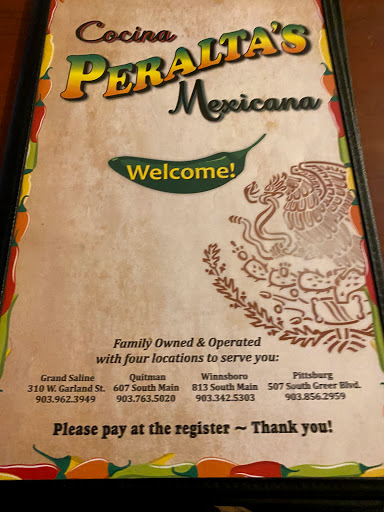 Cocina
PERALTA'S
Mexicana
Welcome!
Family Owned & Operated
with four locations to serve you:
Grand Saline Quitman Winnsboro Pittsburg
310 W. Garland St. 607 South Main 813 South Main 507 South Greer Blvd.
903.962.3949 903.763.5020 903.342.5303 903.856.2959
Please pay at the register ~ Thank you!